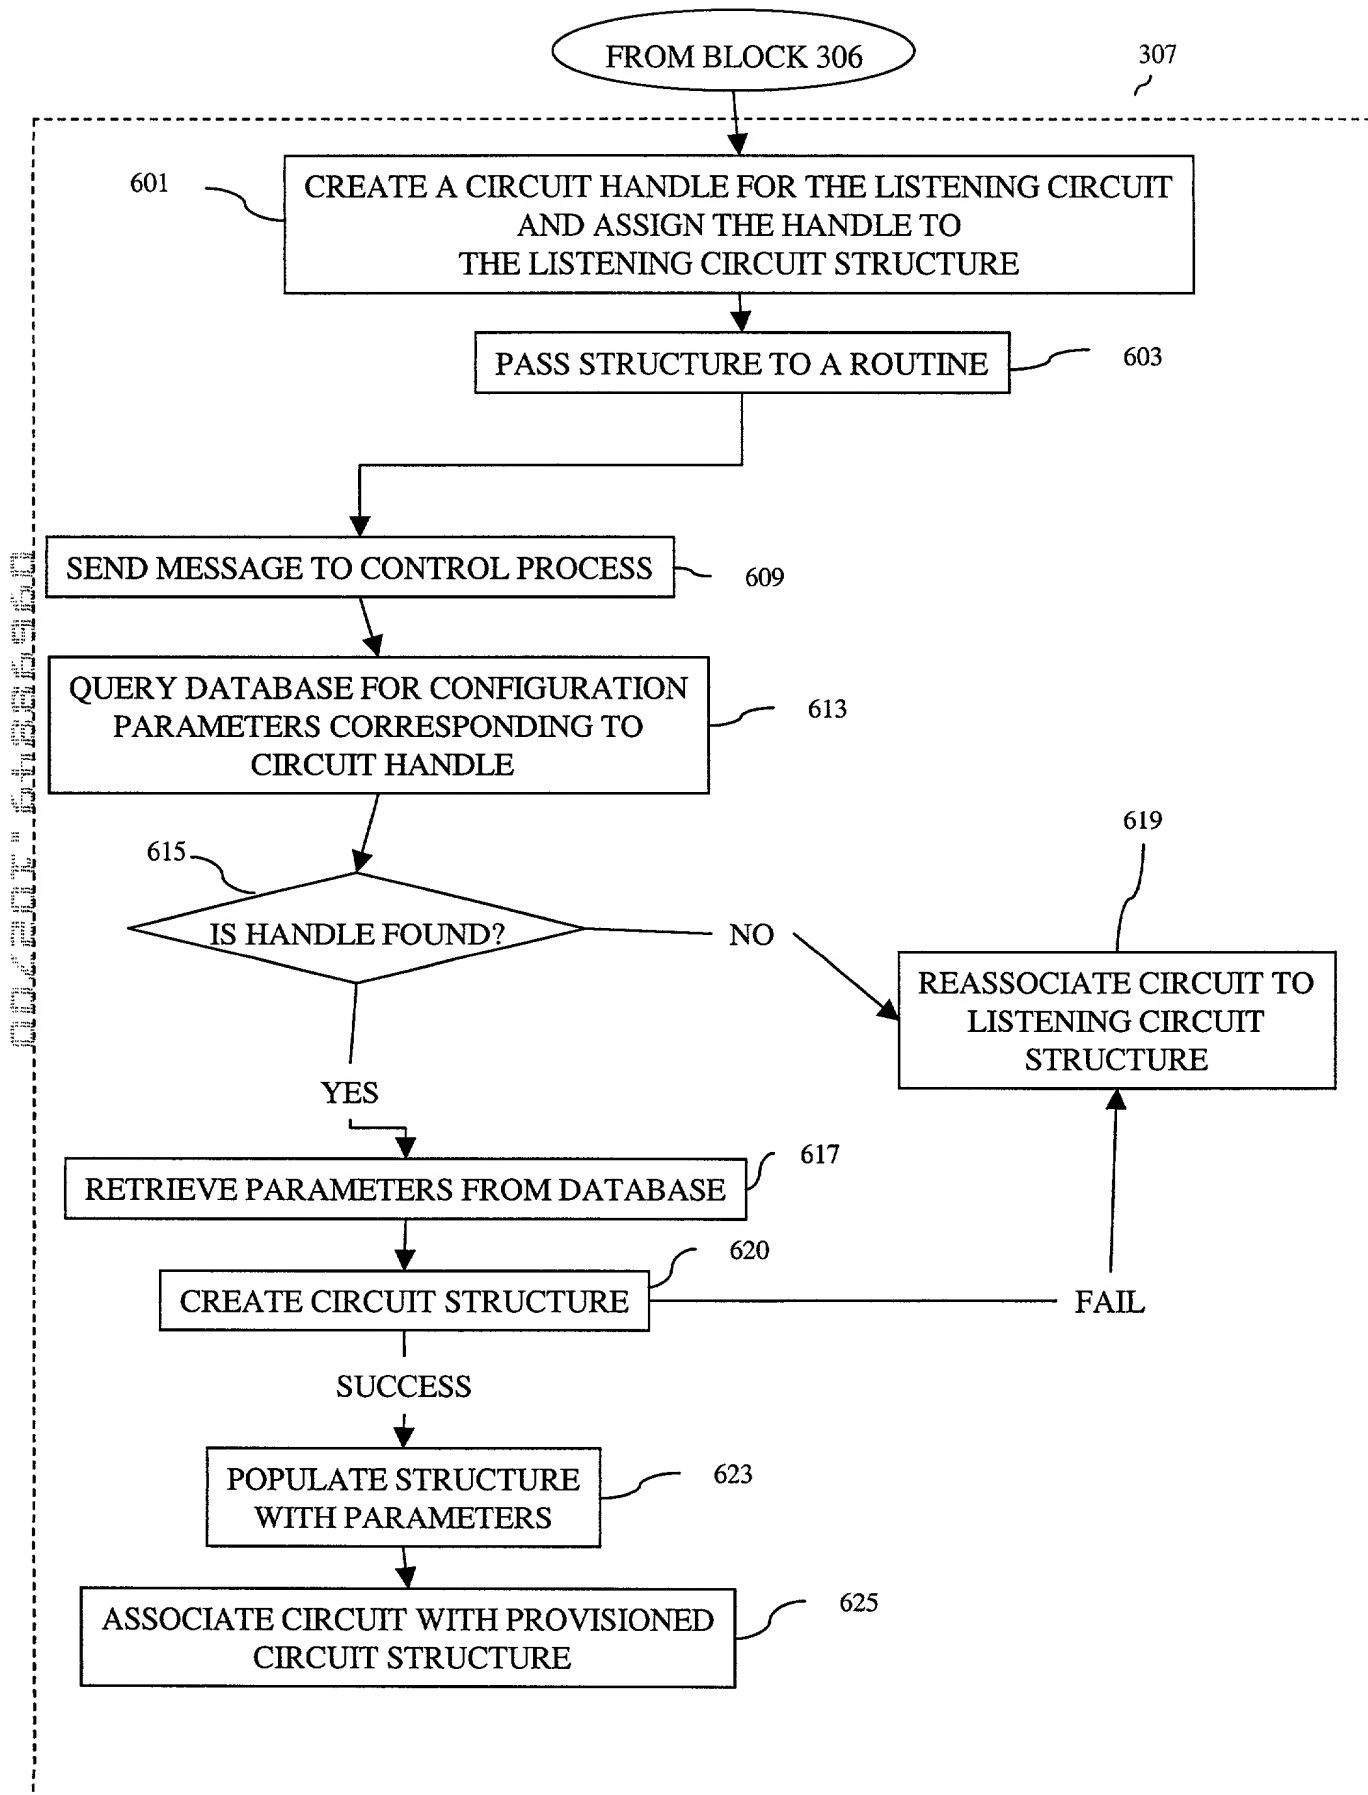 FROM BLOCK 306
307
601
CREATE A CIRCUIT HANDLE FOR THE LISTENING CIRCUIT
AND ASSIGN THE HANDLE TO
THE LISTENING CIRCUIT STRUCTURE
PASS STRUCTURE TO A ROUTINE
603
SEND MESSAGE TO CONTROL PROCESS
609
QUERY DATABASE FOR CONFIGURATION
PARAMETERS CORRESPONDING TO
CIRCUIT HANDLE
613
615
IS HANDLE FOUND?
NO
619
REASSOCIATE CIRCUIT TO
LISTENING CIRCUIT
STRUCTURE
YES
RETRIEVE PARAMETERS FROM DATABASE
617
CREATE CIRCUIT STRUCTURE
620
FAIL
SUCCESS
POPULATE STRUCTURE
WITH PARAMETERS
623
ASSOCIATE CIRCUIT WITH PROVISIONED
CIRCUIT STRUCTURE
625